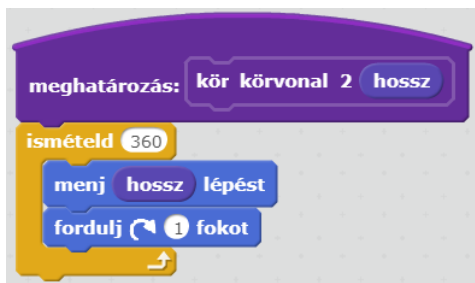 meghatározás: kör körvonal 2 hossz
ismételd 360
menj hossz lépést
fordulj 1 fokot